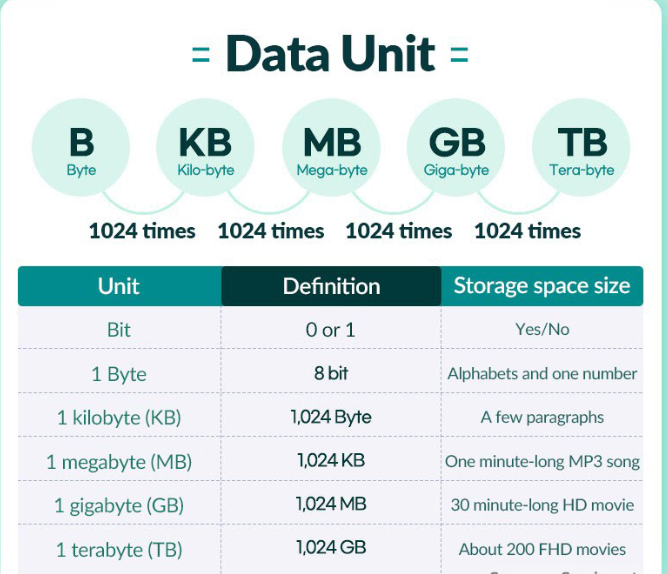 = Data Unit =
B KB MB GB TB
Byte Kilo-byte Mega-byte Giga-byte Tera-byte
1024 times 1024 times 1024 times 1024 times
Unit Definition Storage space size
Bit 0 or 1 Yes/No
1 Byte 8 bit Alphabets and one number
1 kilobyte (KB) 1,024 Byte A few paragraphs
1 megabyte (MB) 1,024 KB One minute-long MP3 song
1 gigabyte (GB) 1,024 MB 30 minute-long HD movie
1 terabyte (TB) 1,024 GB About 200 FHD movies